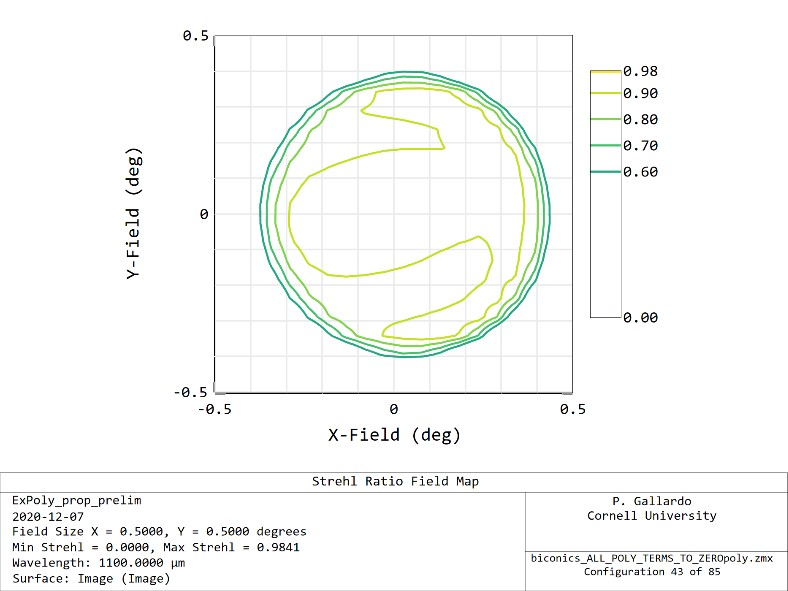 0.5
0
-0.5
Y-Field (deg)
-0.5
0
0.5
X-Field (deg)
0.98
0.90
0.80
0.70
0.60
0.00
Strehl Ratio Field Map
ExPoly_prop_prelim
2020-12-07
Field Size X = 0.5000, Y = 0.5000 degrees
Min Strehl = 0.0000, Max Strehl = 0.9841
Wavelength: 1100.0000 µm
Surface: Image (Image)
P. Gallardo
Cornell University
biconics_ALL_POLY_TERMS_TO_ZEROpoly.zmx
Configuration 43 of 85